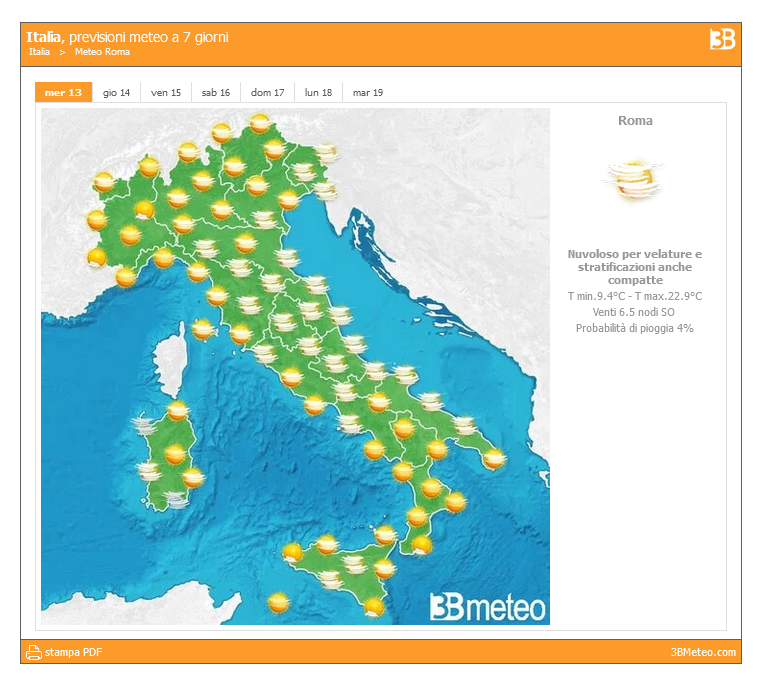 Italia, previsioni meteo a 7 giorni
Italia > Meteo Roma
3B
mer 13 gio 14 ven 15 sab 16 dom 17 lun 18 mar 19
Roma
Nuvoloso per velature e
stratificazioni anche
compatte
T min.9.4°C - T max.22.9°C
Venti 6.5 nodi SO
Probabilità di pioggia 4%
3Bmeteo
stampa PDF
3BMeteo.com